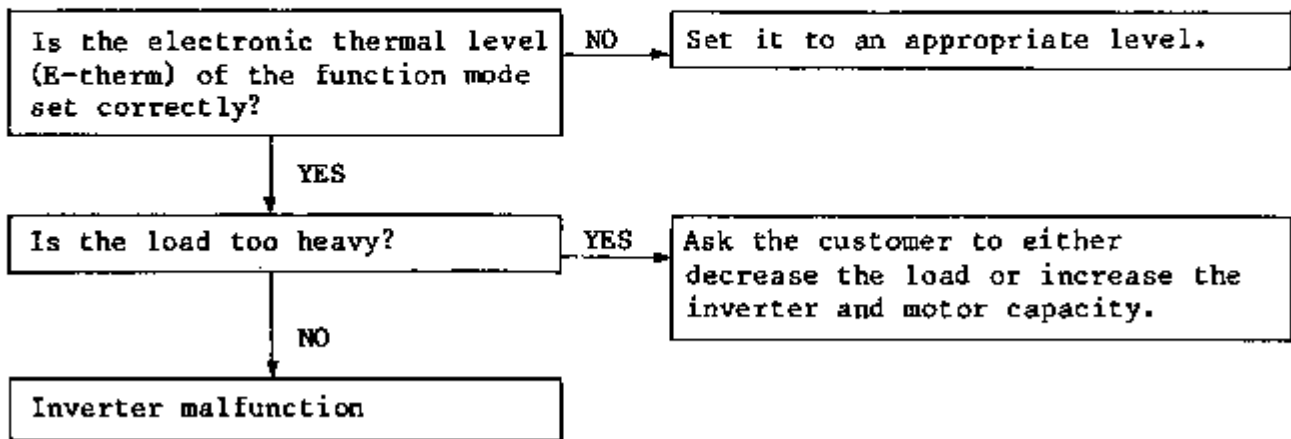 Is the electronic thermal level
(E-therm) of the function mode
set correctly?
NO
Set it to an appropriate level.
YES
Is the load too heavy?
YES
Ask the customer to either
decrease the load or increase the
inverter and motor capacity.
NO
Inverter malfunction